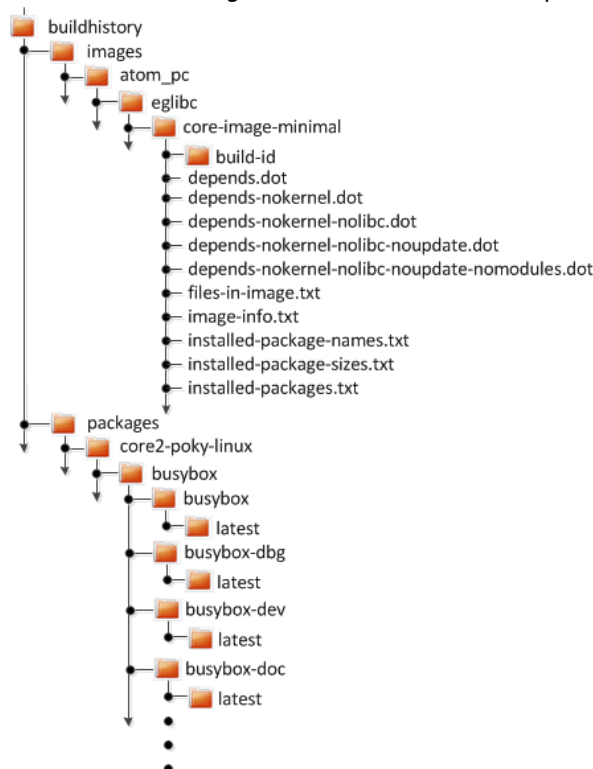 buildhistory
images
atom_pc
eglibc
core-image-minimal
build-id
depends.dot
depends-nokernel.dot
depends-nokernel-nolibc.dot
depends-nokernel-nolibc-noupdate.dot
depends-nokernel-nolibc-noupdate-nomodules.dot
files-in-image.txt
image-info.txt
installed-package-names.txt
installed-package-sizes.txt
installed-packages.txt
packages
core2-poky-linux
busybox
busybox
latest
busybox-dbg
latest
busybox-dev
latest
busybox-doc
latest